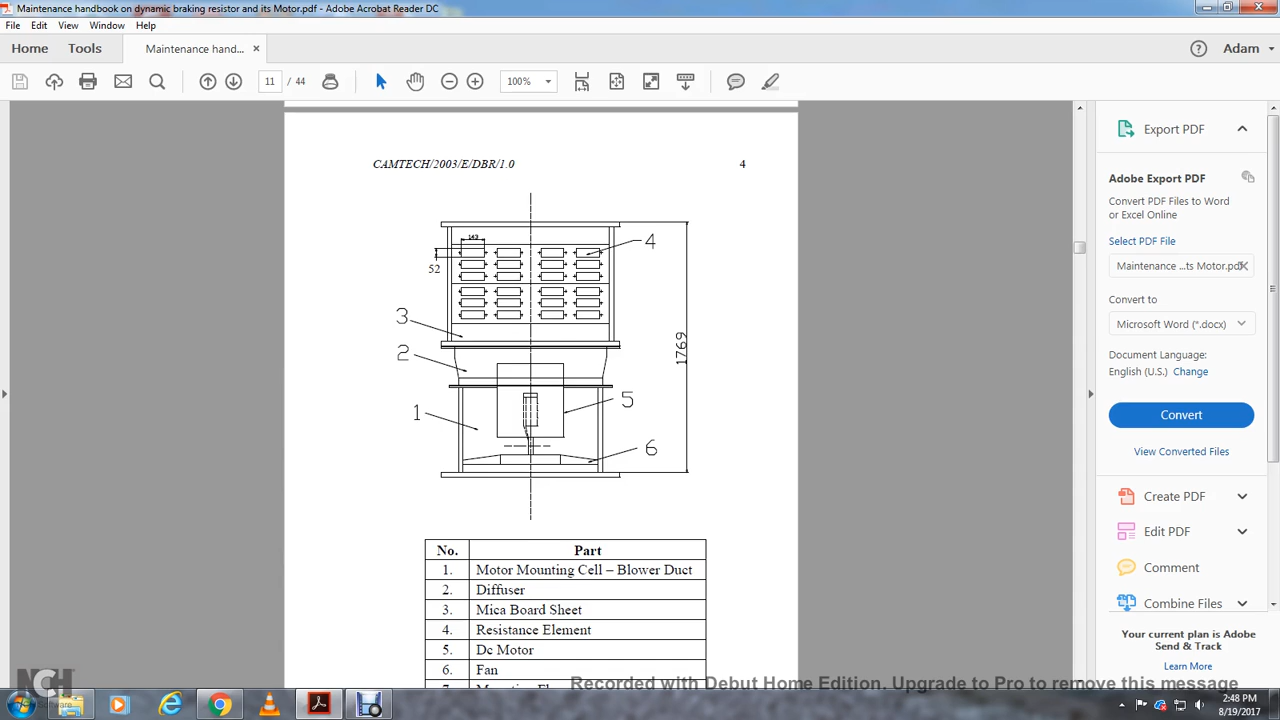 Maintenance handbook on dynamic braking resistor and its Motor.pdf - Adobe Acrobat Reader DC
File Edit View Window Help
Home Tools Maintenance hand... × Adam
11 / 44 100%
CAMTECH/2003/E/DBR/1.0 4
143
52
4
3
2
1769
1
5
6
No. Part
1. Motor Mounting Cell – Blower Duct
2. Diffuser
3. Mica Board Sheet
4. Resistance Element
5. Dc Motor
6. Fan
Export PDF
Adobe Export PDF
Convert PDF Files to Word
or Excel Online
Select PDF File
Maintenance ...ts Motor.pdf
Convert to
Microsoft Word (*.docx)
Document Language:
English (U.S.) Change
Convert
View Converted Files
Create PDF
Edit PDF
Comment
Combine Files
Your current plan is Adobe
Send & Track
Learn More
NCH
Software
Recorded with Debut Home Edition. Upgrade to Pro to remove this message
2:48 PM
8/19/2017